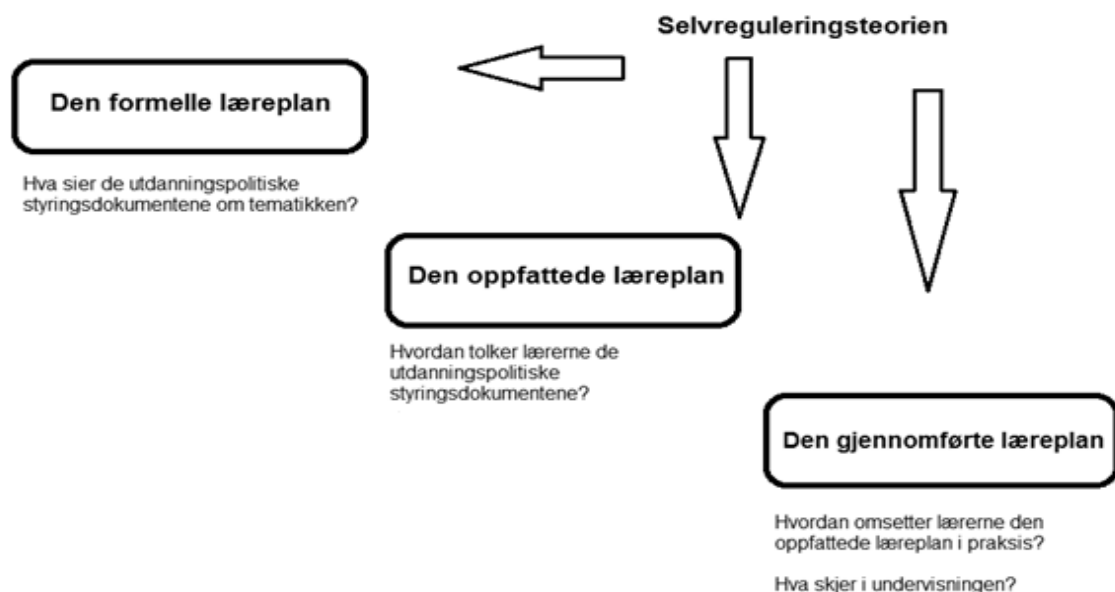 Selvreguleringsteorien
Den formelle læreplan
Hva sier de utdanningspolitiske
styringsdokumentene om tematikken?
Den oppfattede læreplan
Hvordan tolker lærerne de
utdanningspolitiske
styringsdokumentene?
Den gjennomførte læreplan
Hvordan omsetter lærerne den
oppfattede læreplan i praksis?
Hva skjer i undervisningen?